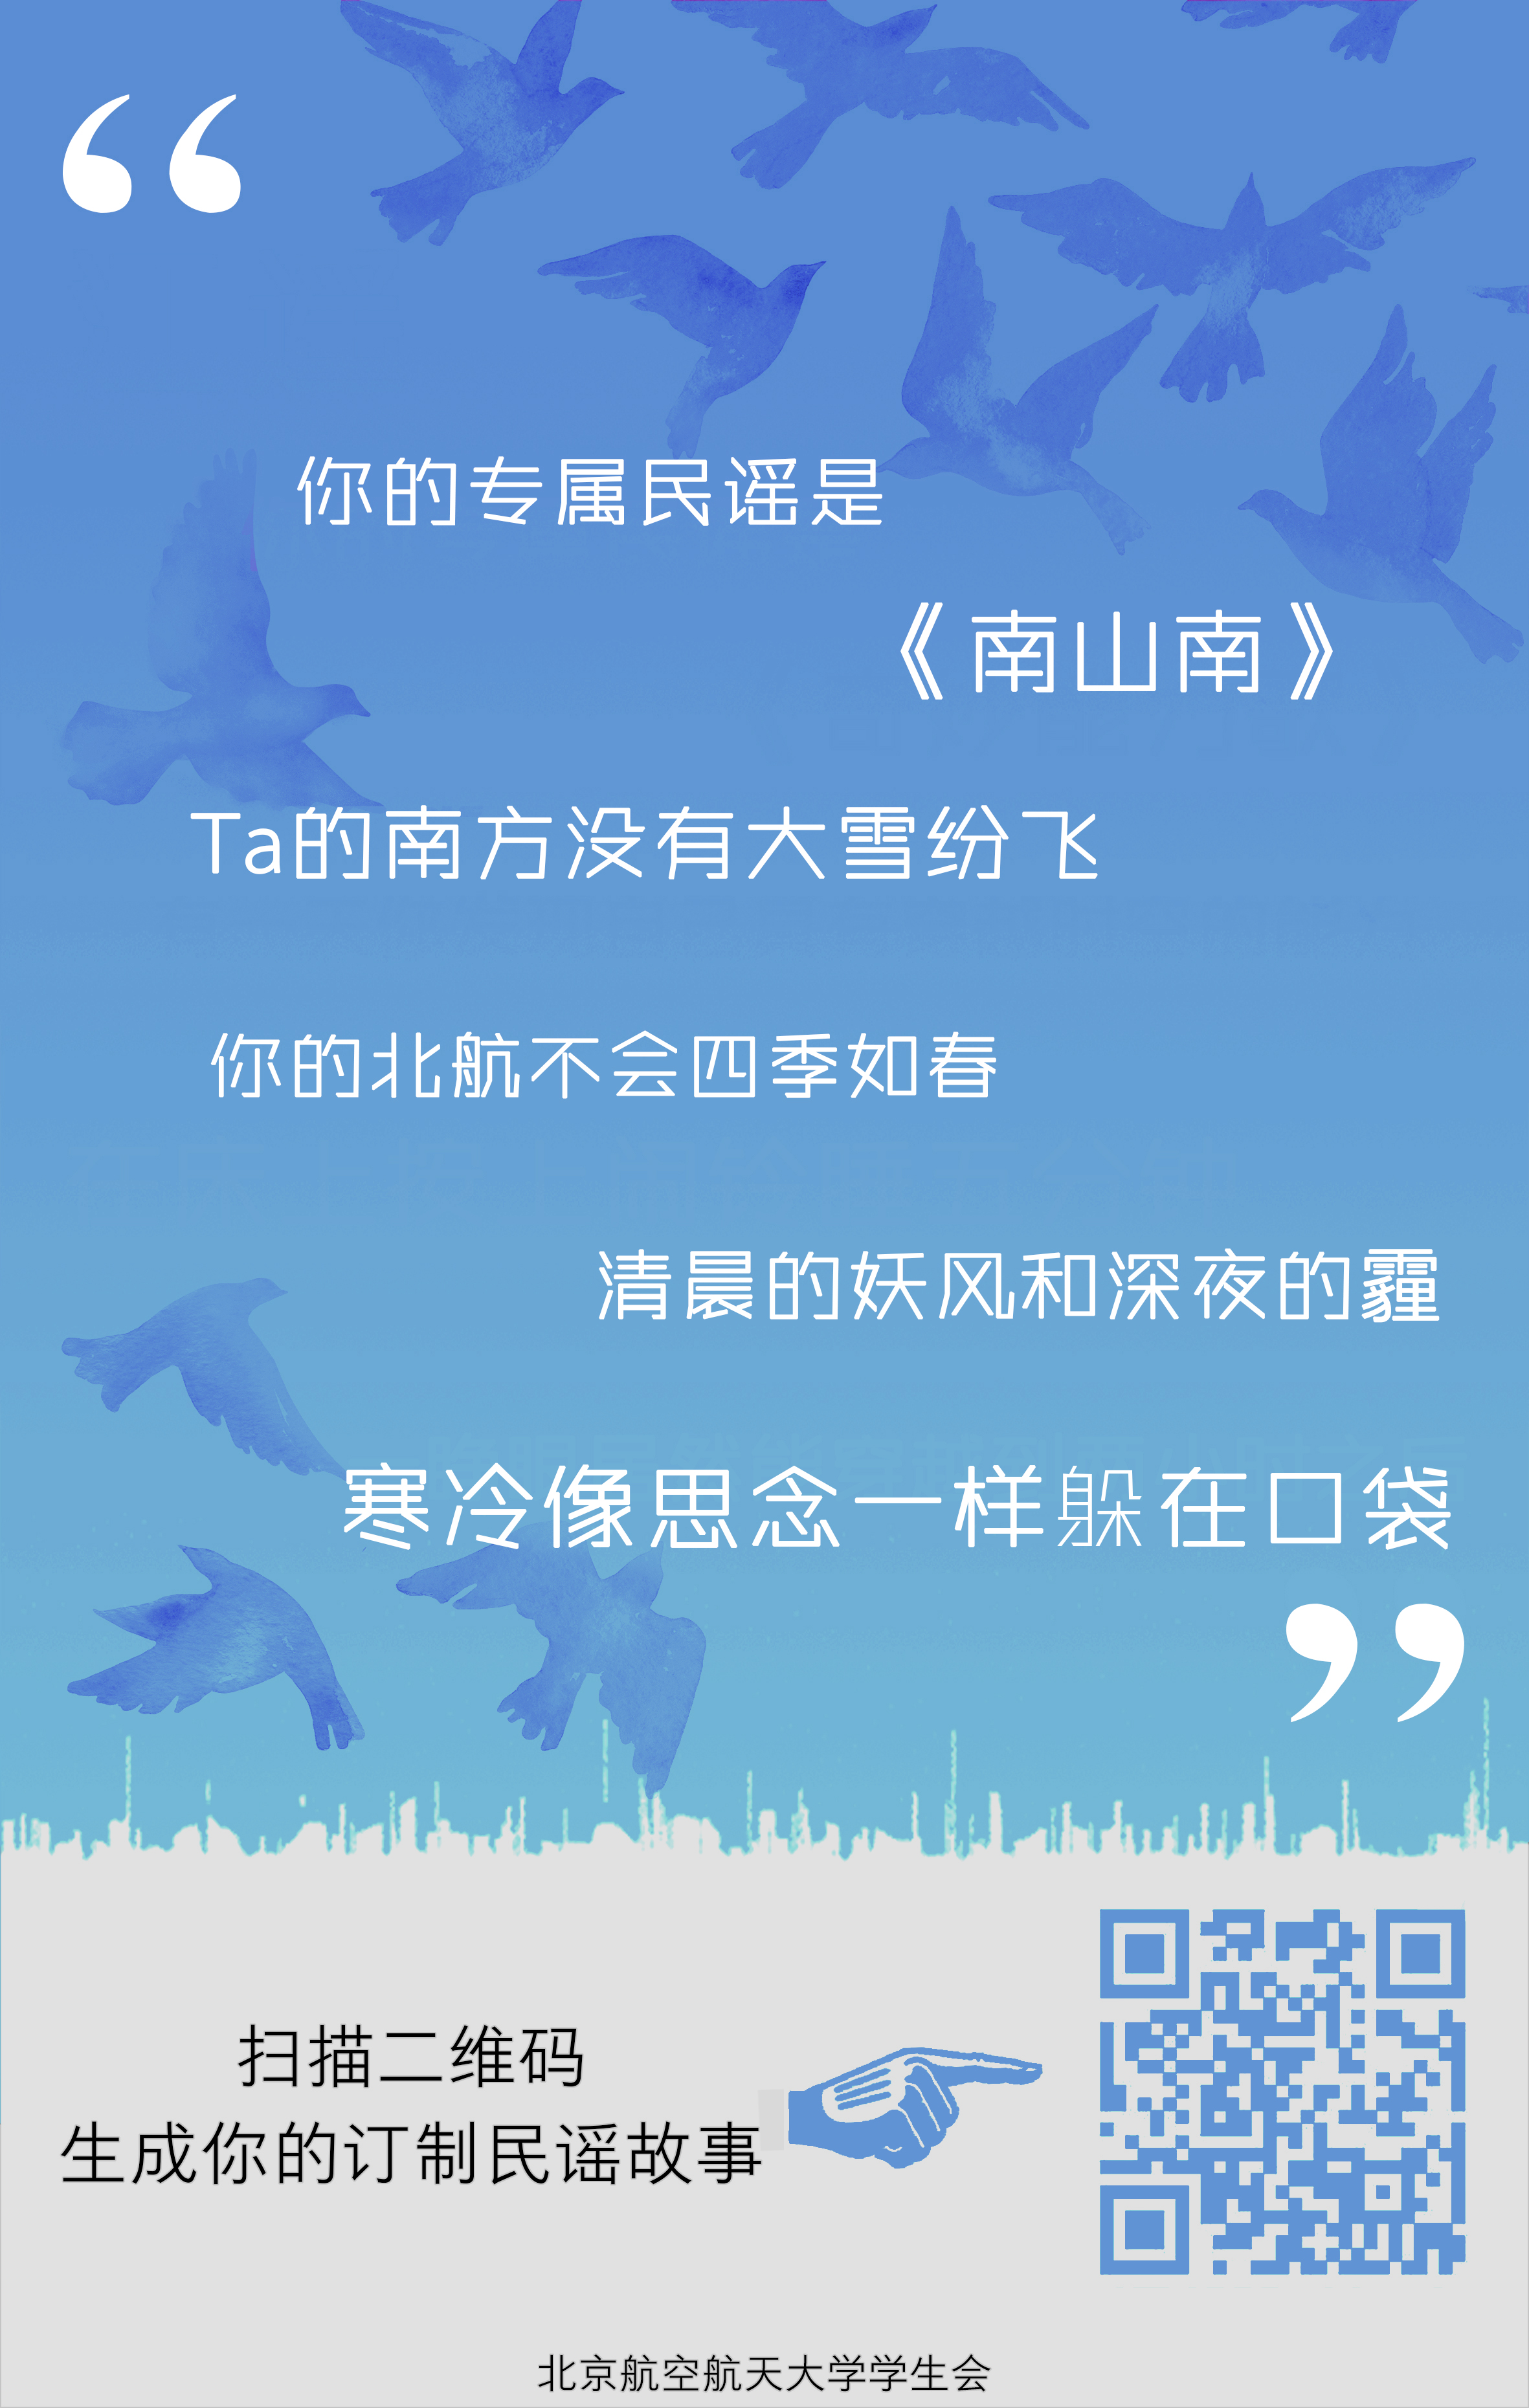 “
你的专属民谣是
《南山南》
Ta的南方没有大雪纷飞
你的北航不会四季如春
清晨的妖风和深夜的霾
寒冷像思念一样躲在口袋
”
扫描二维码
生成你的订制民谣故事
北京航空航天大学学生会